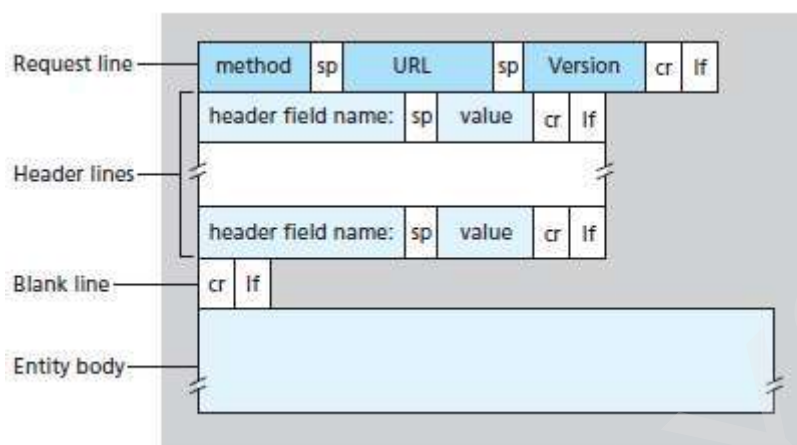 Request line method sp URL sp Version cr lf
header field name: sp value cr lf
Header lines
header field name: sp value cr lf
Blank line cr lf
Entity body